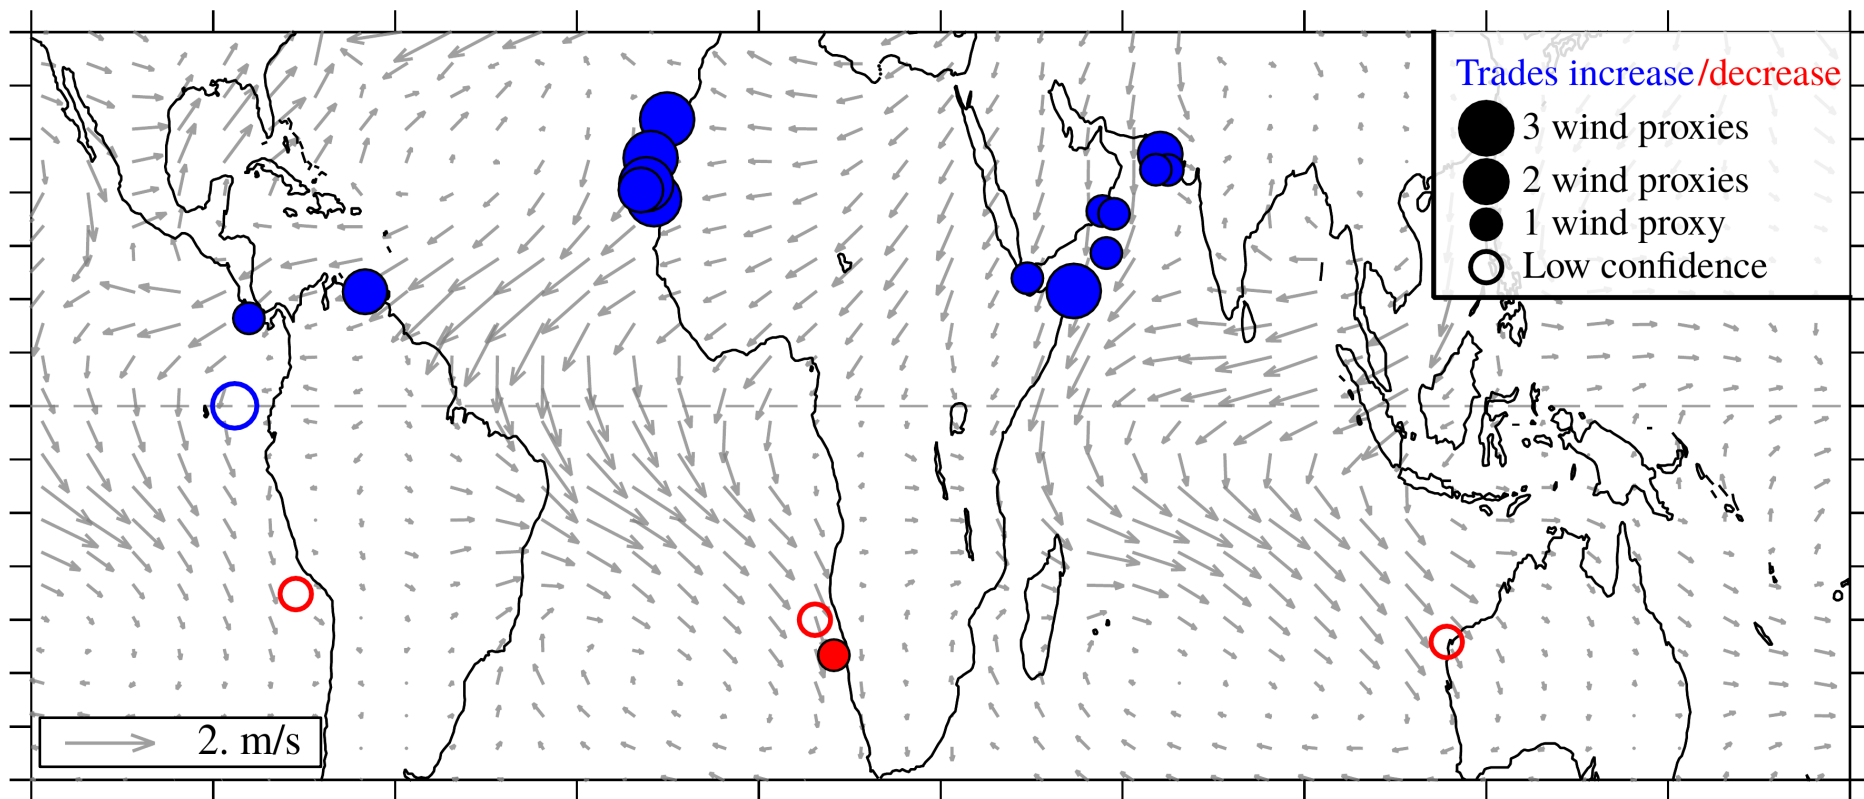 Trades increase/decrease
3 wind proxies
2 wind proxies
1 wind proxy
Low confidence
2. m/s